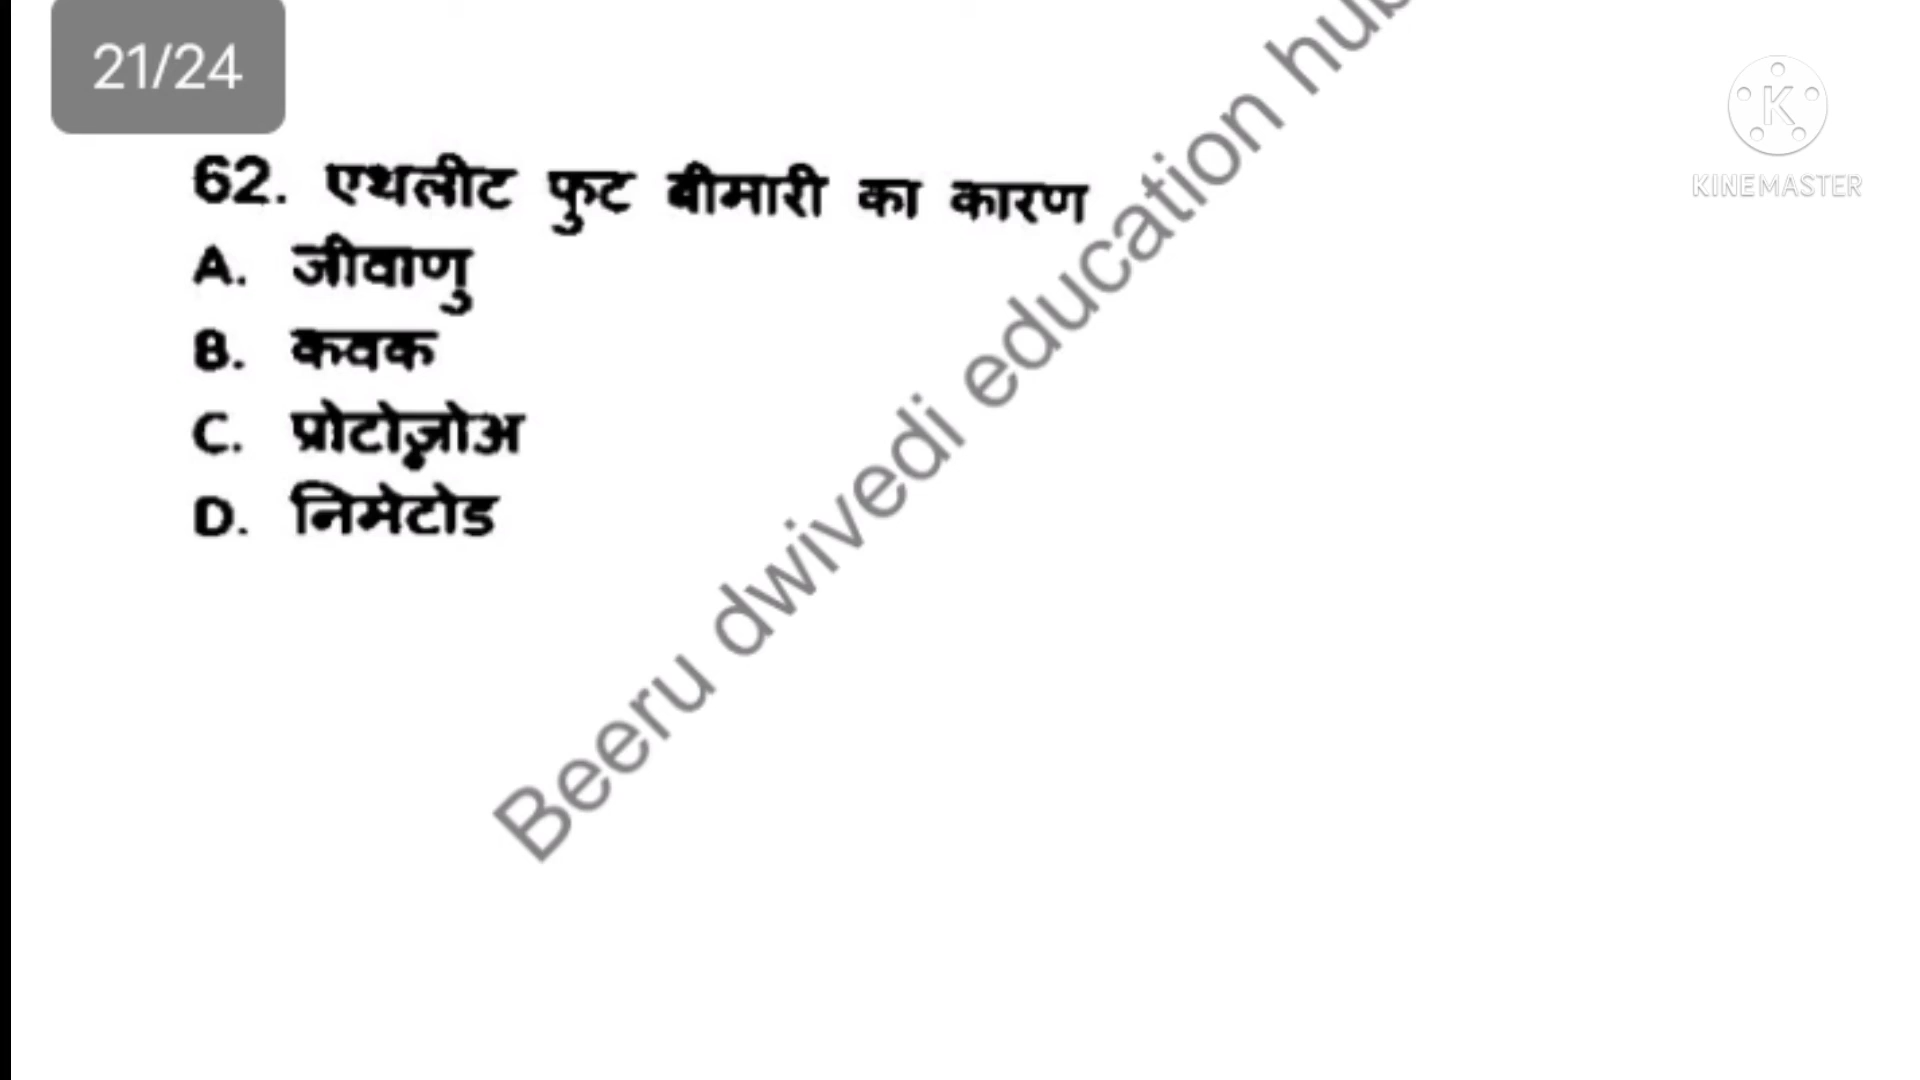 21/24
KINEMASTER
62. एथलीट फुट बीमारी का कारण
A. जीवाणु
B. कवक
C. प्रोटोज़ोअ
D. निमेटोड
Beeru dwivedi education hub